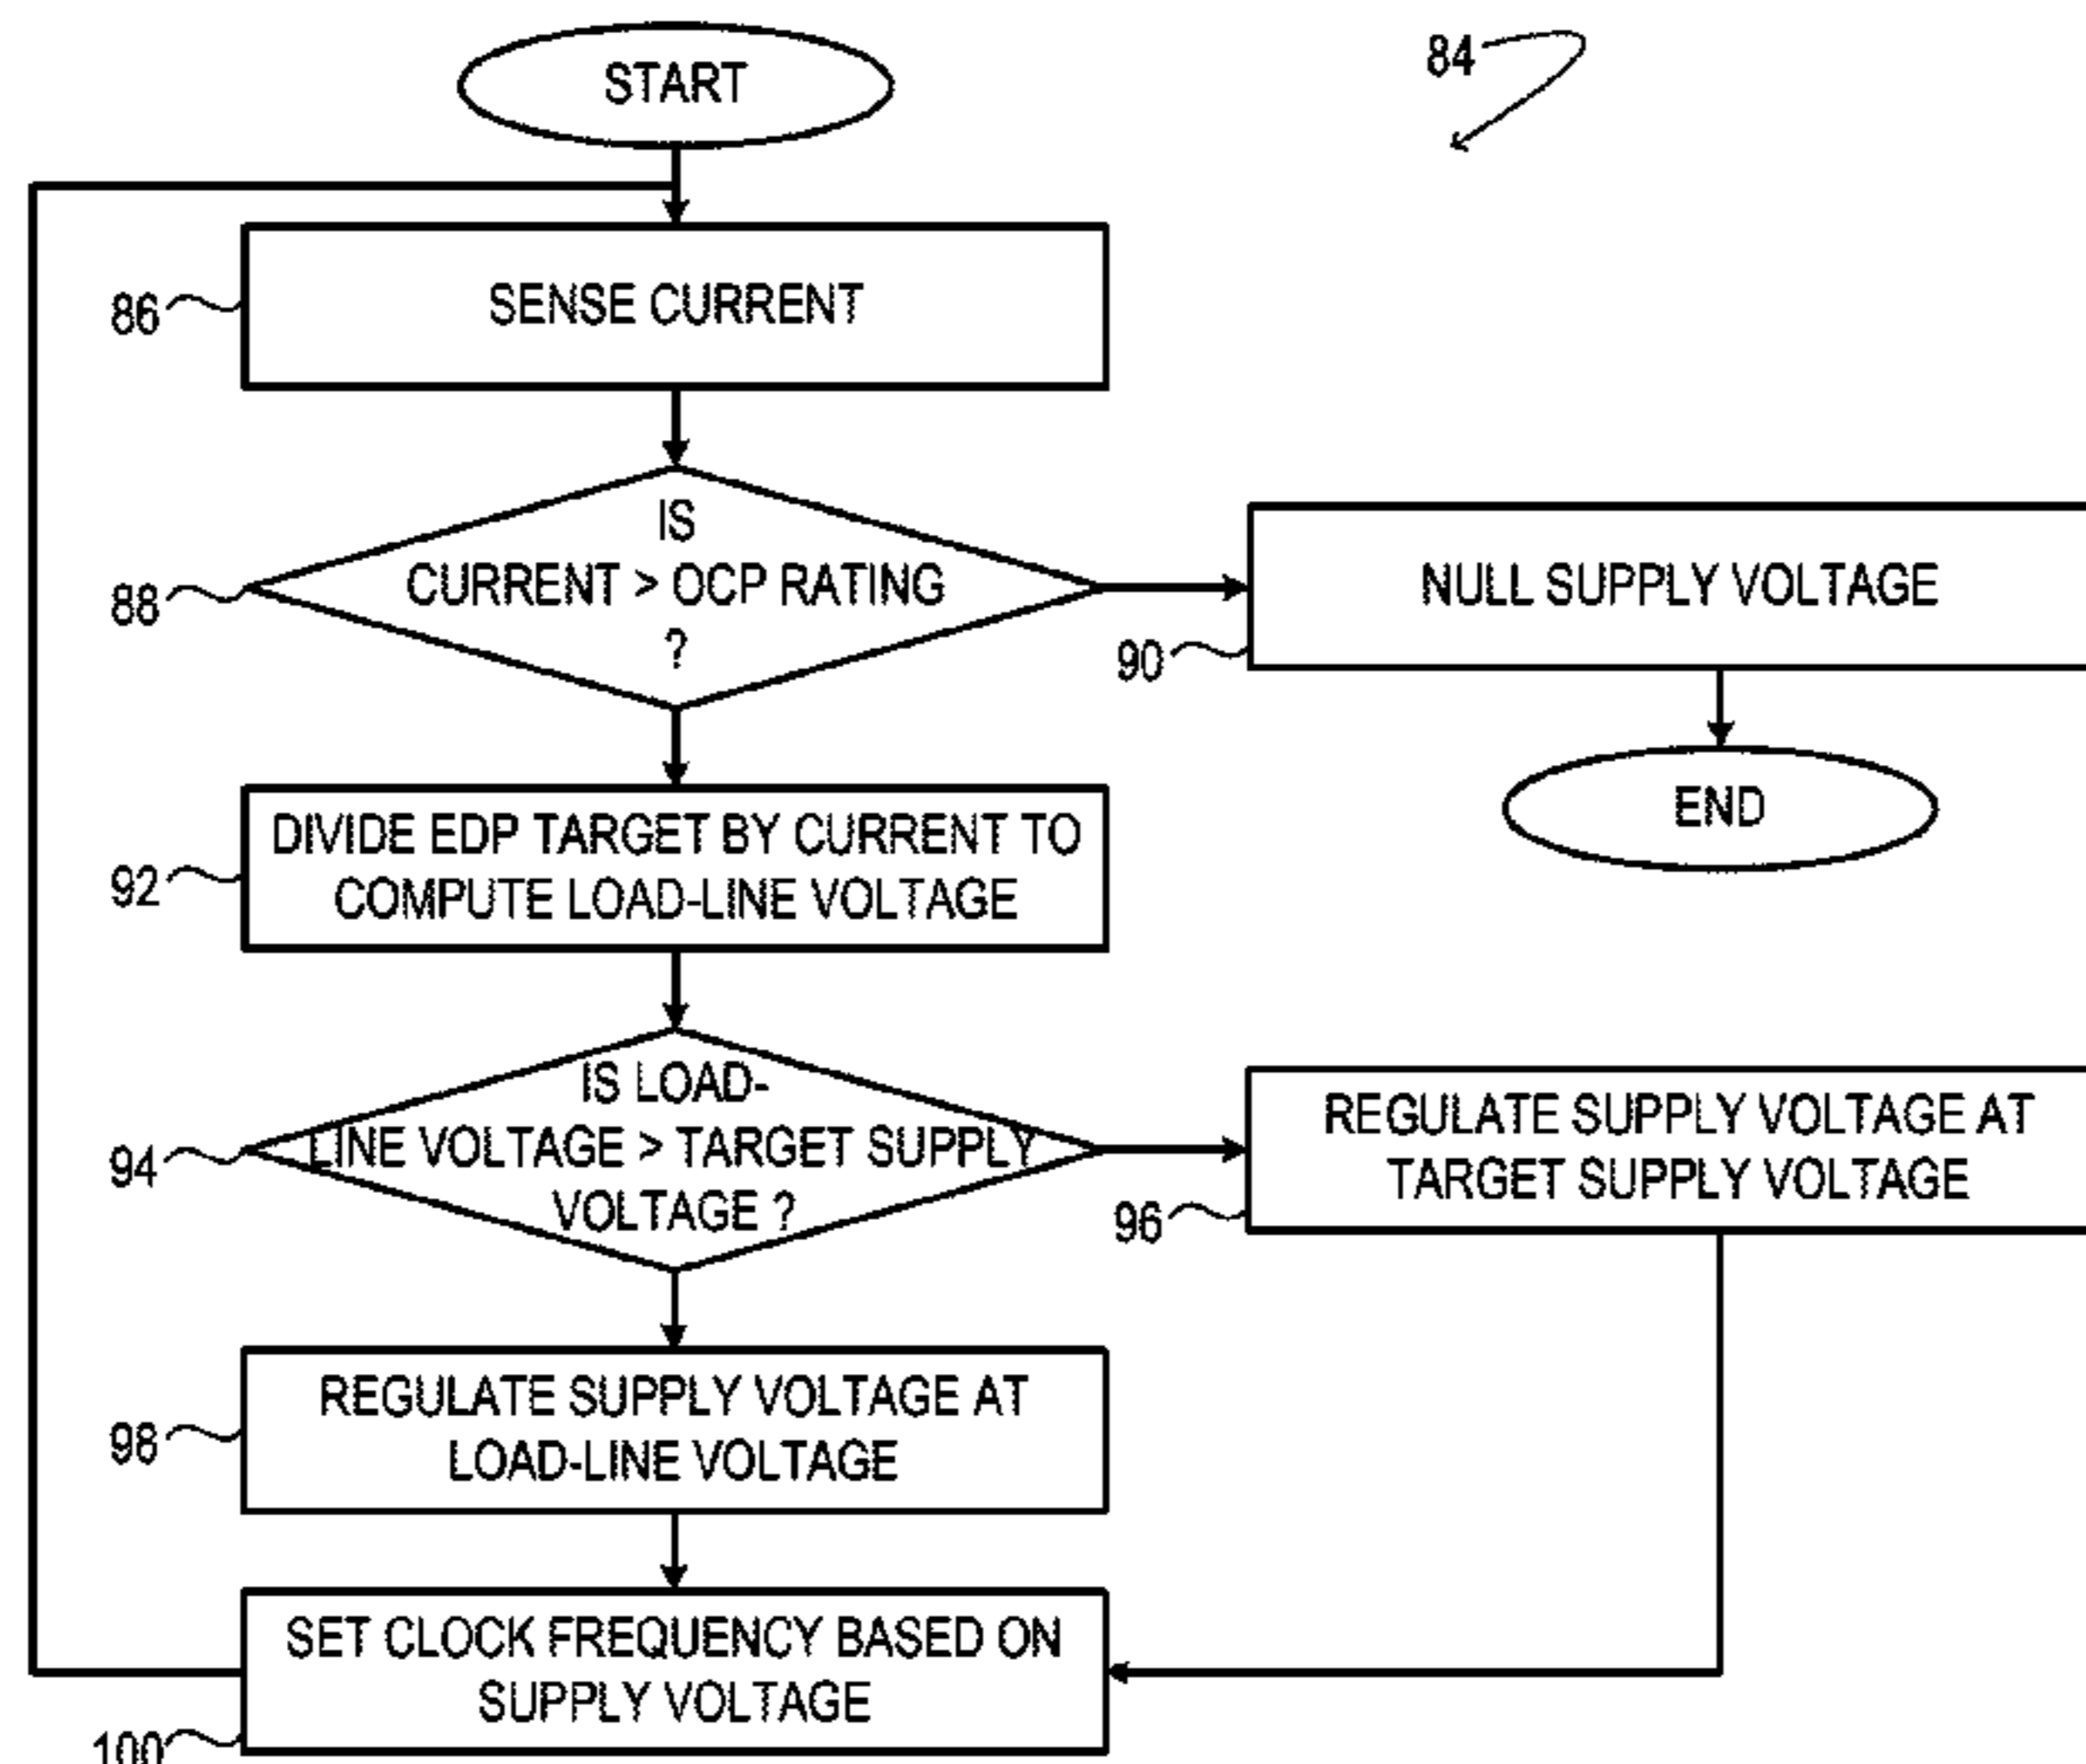 START
84
86
SENSE CURRENT
IS
CURRENT > OCP RATING
?
88
NULL SUPPLY VOLTAGE
90
END
DIVIDE EDP TARGET BY CURRENT TO
COMPUTE LOAD-LINE VOLTAGE
92
IS LOAD-
LINE VOLTAGE > TARGET SUPPLY
VOLTAGE ?
94
REGULATE SUPPLY VOLTAGE AT
TARGET SUPPLY VOLTAGE
96
REGULATE SUPPLY VOLTAGE AT
LOAD-LINE VOLTAGE
98
SET CLOCK FREQUENCY BASED ON
SUPPLY VOLTAGE
100